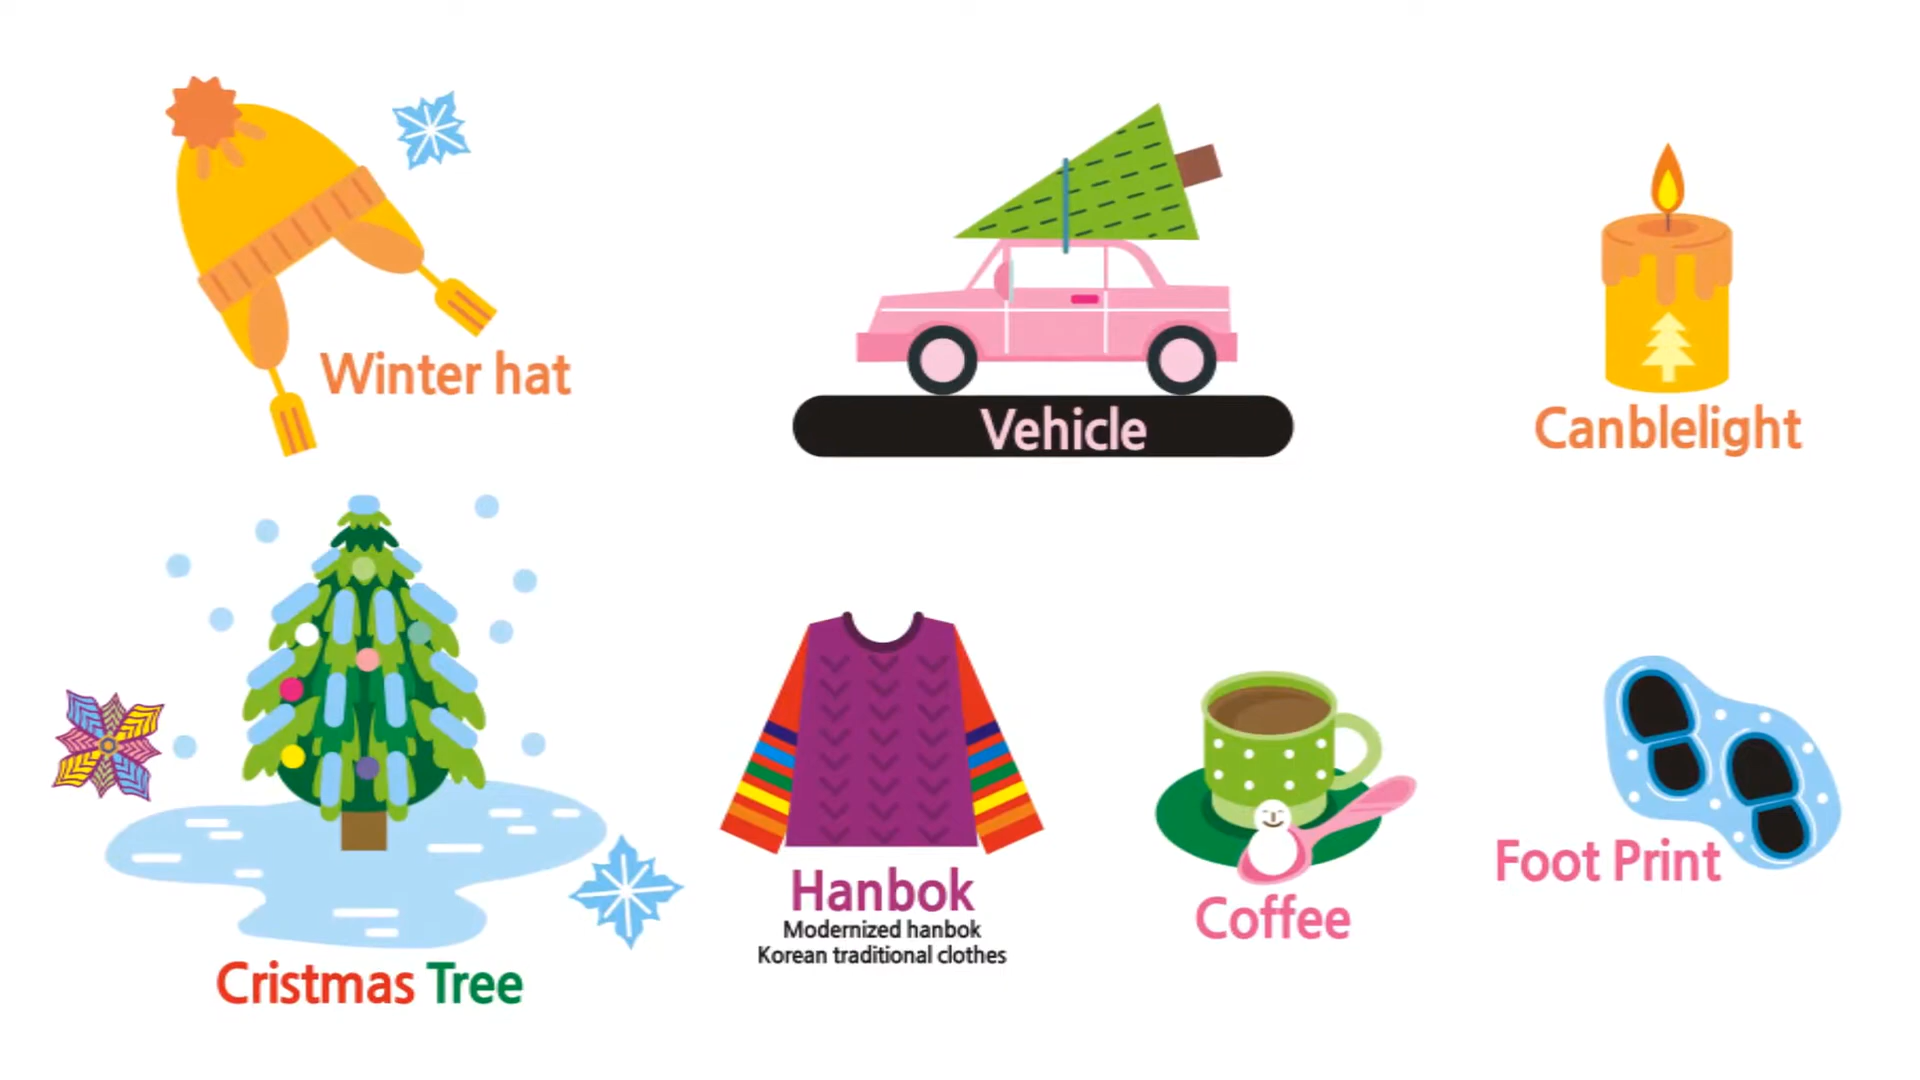 Winter hat
Vehicle
Canblelight
Cristmas Tree
Hanbok
Modernized hanbok
Korean traditional clothes
Coffee
Foot Print